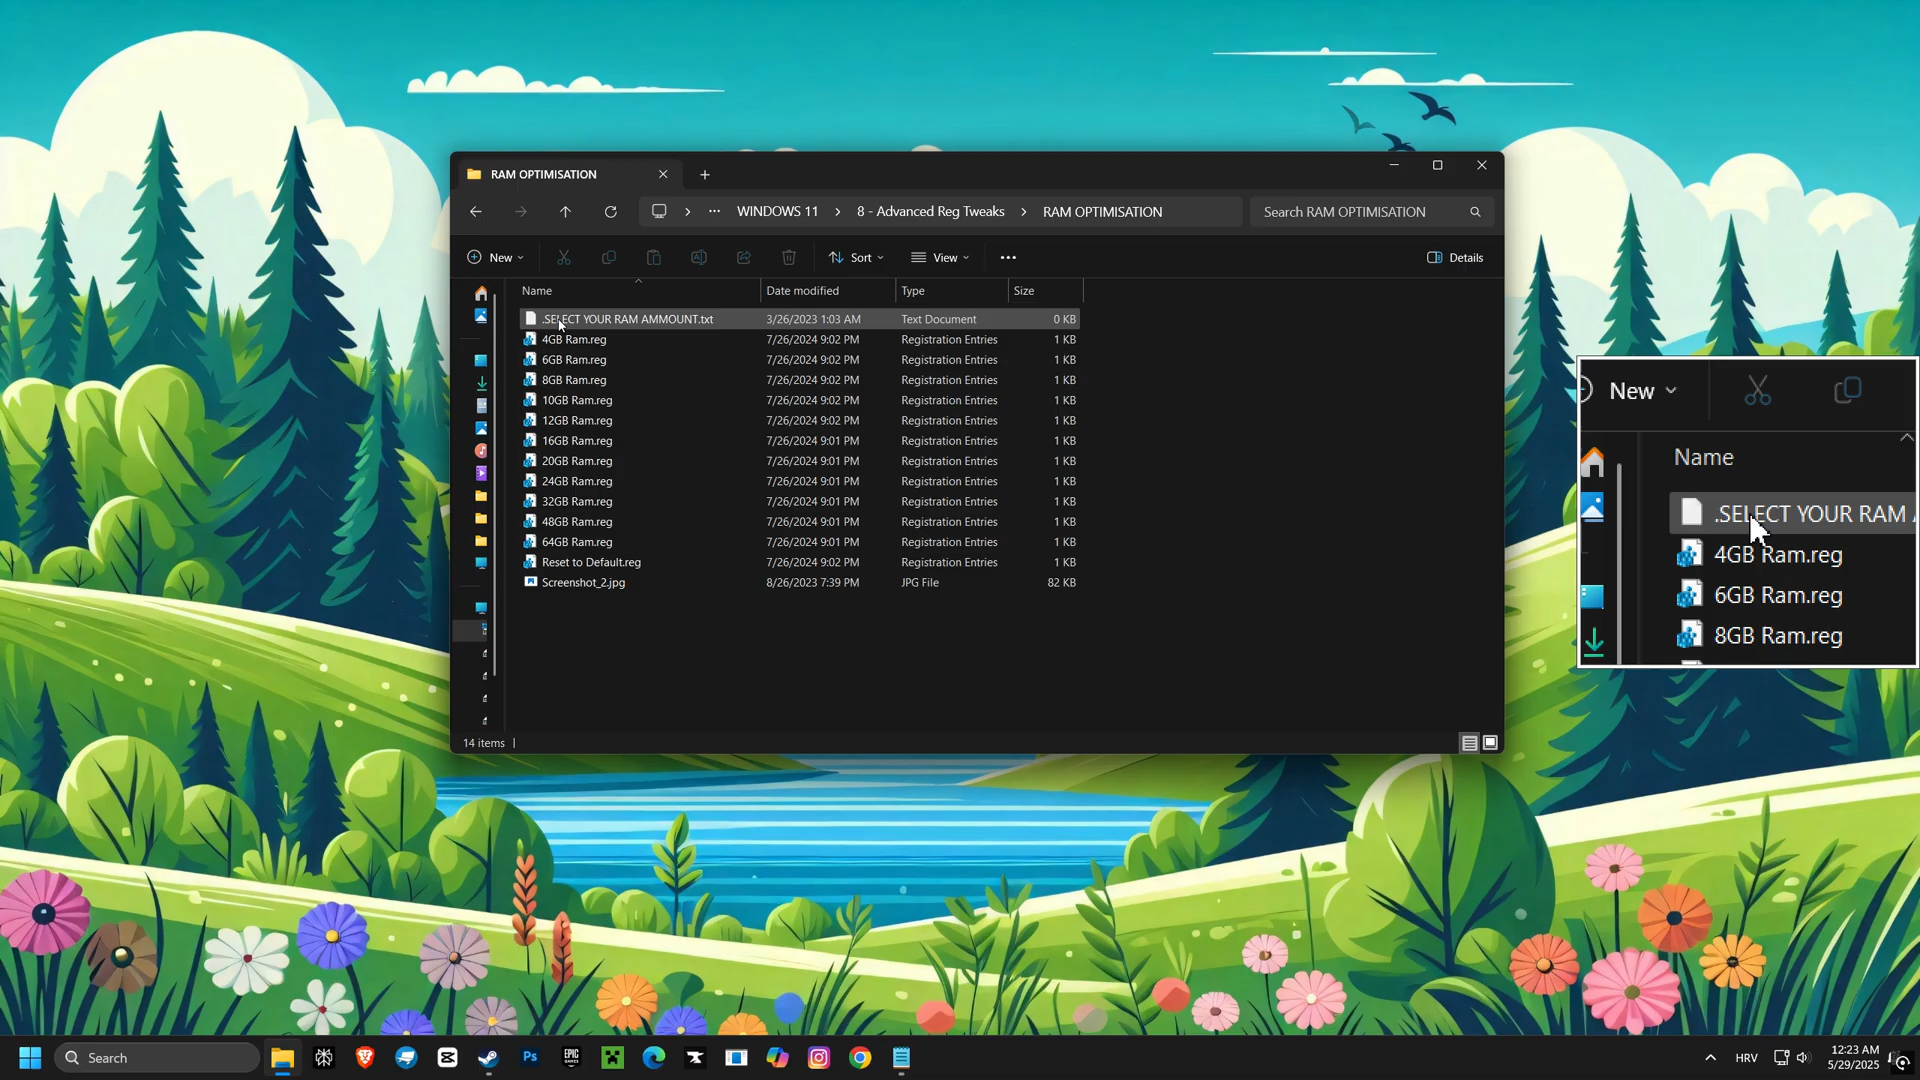 RAM OPTIMISATION
WINDOWS 11 8 - Advanced Reg Tweaks RAM OPTIMISATION Search RAM OPTIMISATION
New Sort View Details
Name Date modified Type Size
.SELECT YOUR RAM AMMOUNT.txt 3/26/2023 1:03 AM Text Document 0 KB
4GB Ram.reg 7/26/2024 9:02 PM Registration Entries 1 KB
6GB Ram.reg 7/26/2024 9:02 PM Registration Entries 1 KB
8GB Ram.reg 7/26/2024 9:02 PM Registration Entries 1 KB
10GB Ram.reg 7/26/2024 9:02 PM Registration Entries 1 KB
12GB Ram.reg 7/26/2024 9:02 PM Registration Entries 1 KB
16GB Ram.reg 7/26/2024 9:01 PM Registration Entries 1 KB
20GB Ram.reg 7/26/2024 9:01 PM Registration Entries 1 KB
24GB Ram.reg 7/26/2024 9:01 PM Registration Entries 1 KB
32GB Ram.reg 7/26/2024 9:01 PM Registration Entries 1 KB
48GB Ram.reg 7/26/2024 9:01 PM Registration Entries 1 KB
64GB Ram.reg 7/26/2024 9:01 PM Registration Entries 1 KB
Reset to Default.reg 7/26/2024 9:02 PM Registration Entries 1 KB
Screenshot_2.jpg 8/26/2023 7:39 PM JPG File 82 KB
14 items
New
Name
.SELECT YOUR RAM A
4GB Ram.reg
6GB Ram.reg
8GB Ram.reg
Search
Ps
EPIC GAMES
HRV
12:23 AM
5/29/2025